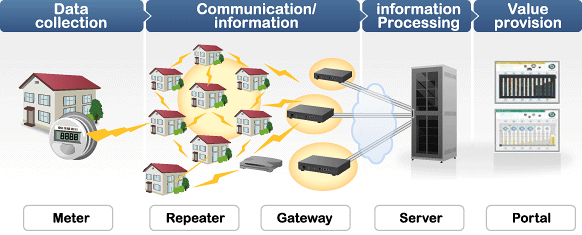 Data
collection
Communication/
information
information
Processing
Value
provision
Meter
Repeater
Gateway
Server
Portal